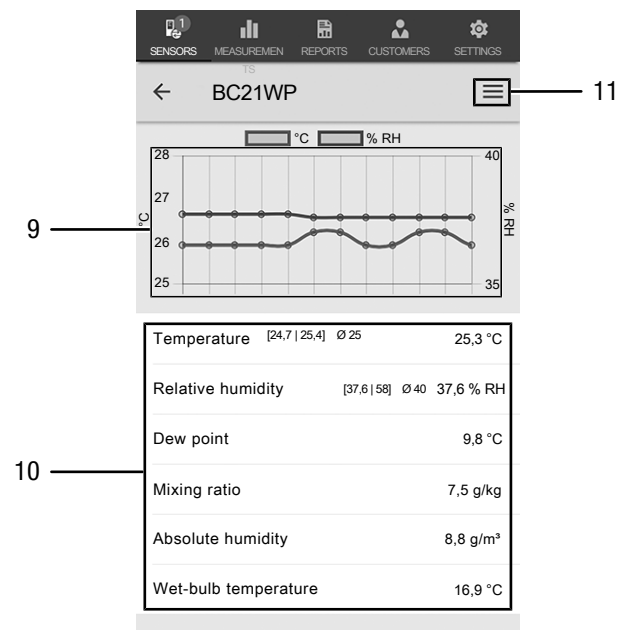 1
SENSORS MEASUREMEN REPORTS CUSTOMERS SETTINGS
TS
BC21WP
11
°C % RH
28 40
27
9 °C % RH
26
25 35
Temperature [24,7 | 25,4] Ø 25 25,3 °C
Relative humidity [37,6 | 58] Ø 40 37,6 % RH
Dew point 9,8 °C
10
Mixing ratio 7,5 g/kg
Absolute humidity 8,8 g/m³
Wet-bulb temperature 16,9 °C